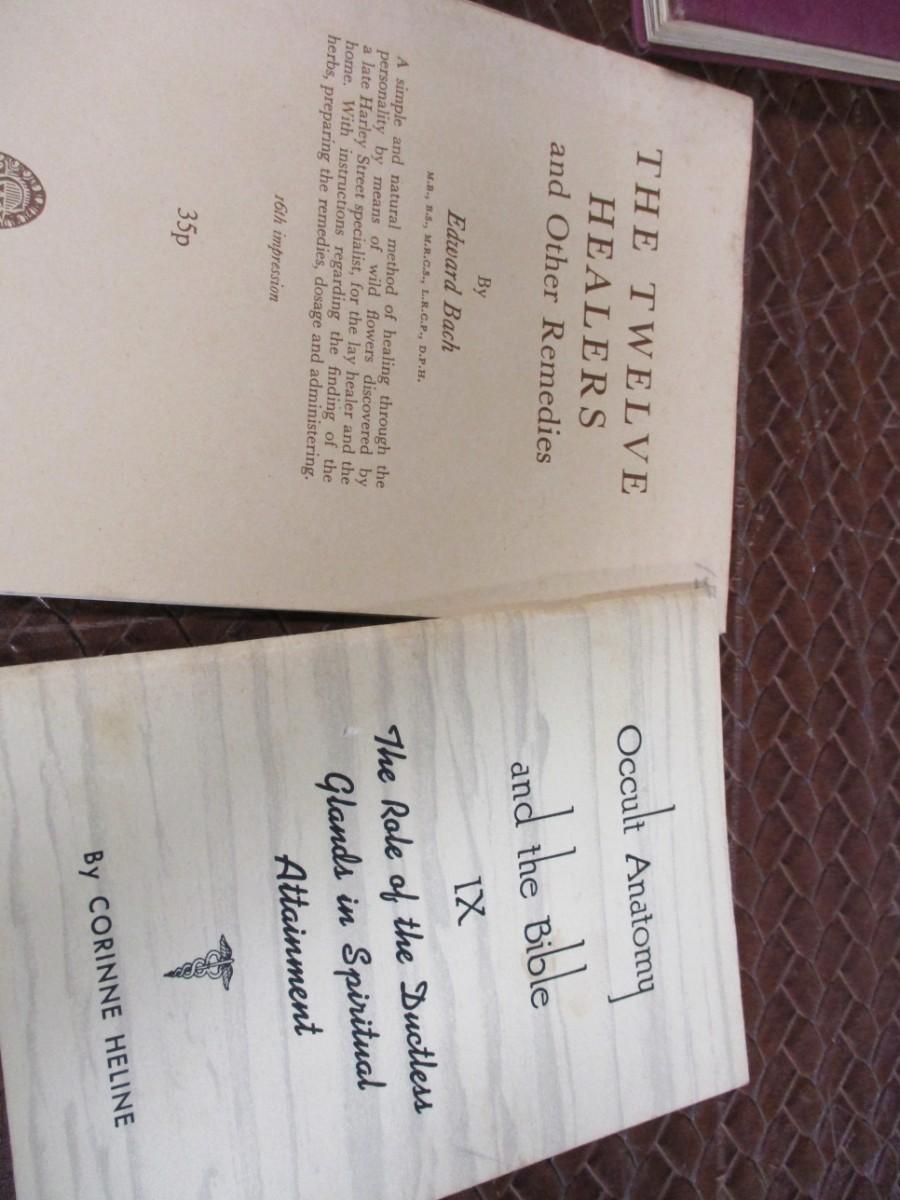 THE TWELVE
HEALERS
and Other Remedies
By
Edward Bach
M.B., B.S., M.R.C.S., L.R.C.P., D.P.H.
A simple and natural method of healing through the
personality by means of wild flowers discovered by
a late Harley Street specialist, for the lay healer and the
home. With instructions regarding the finding of the
herbs, preparing the remedies, dosage and administering.
16th impression
35p
Occult Anatomy
and the Bible
IX
The Role of the Ductless
Glands in Spiritual
Attainment
By CORINNE HELINE